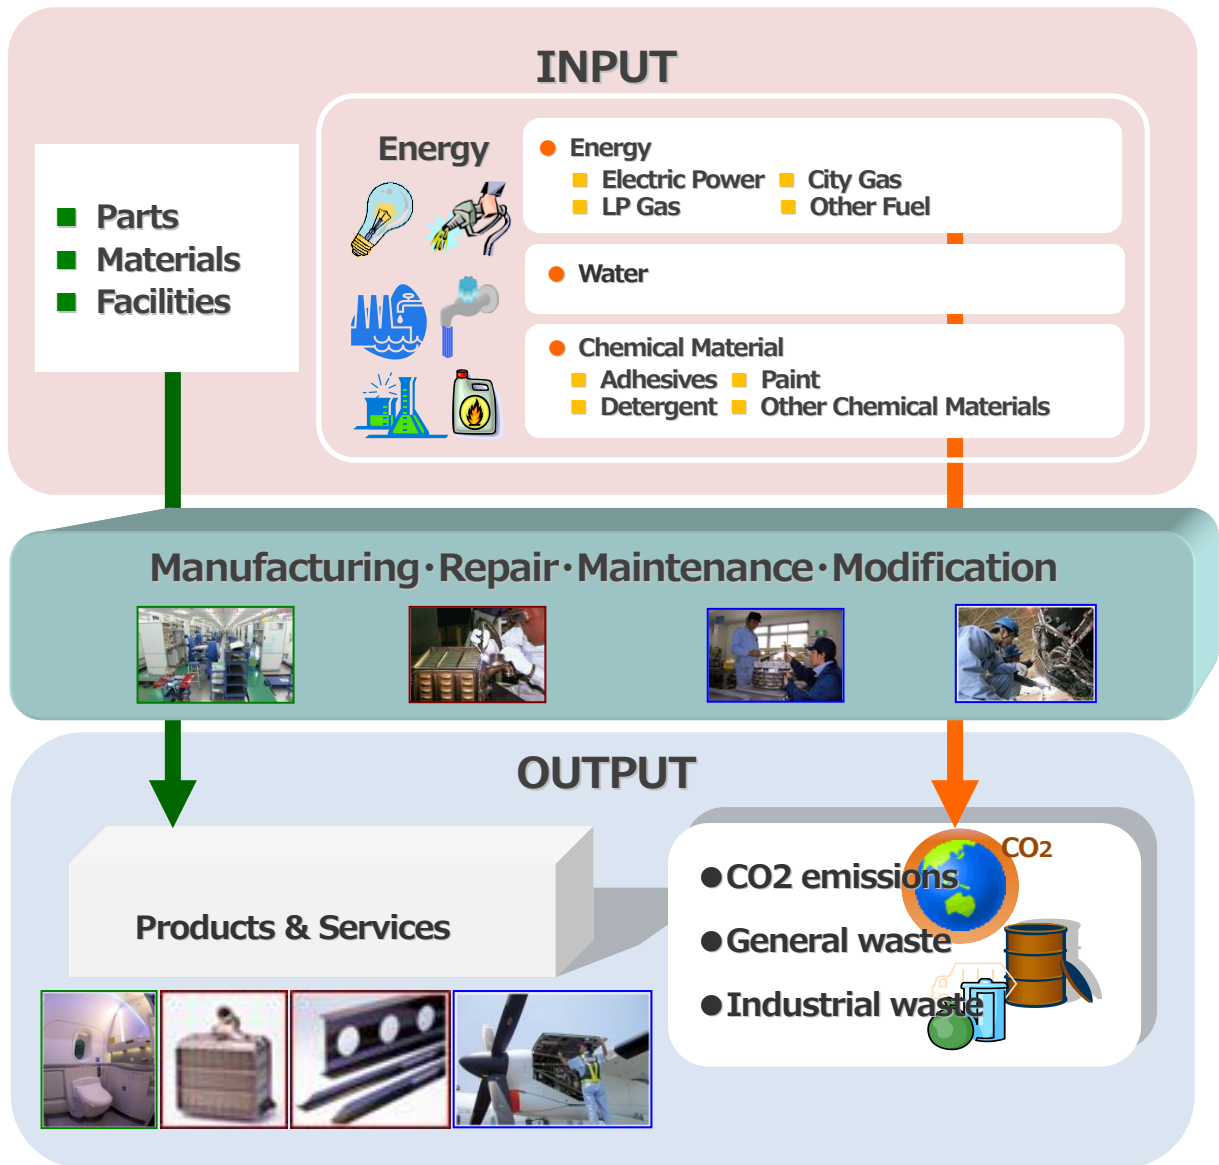 INPUT
Parts
Materials
Facilities
Energy
Energy
Electric Power City Gas
LP Gas Other Fuel
Water
Chemical Material
Adhesives Paint
Detergent Other Chemical Materials
Manufacturing・Repair・Maintenance・Modification
OUTPUT
Products & Services
CO2
●CO2 emissions
●General waste
●Industrial waste